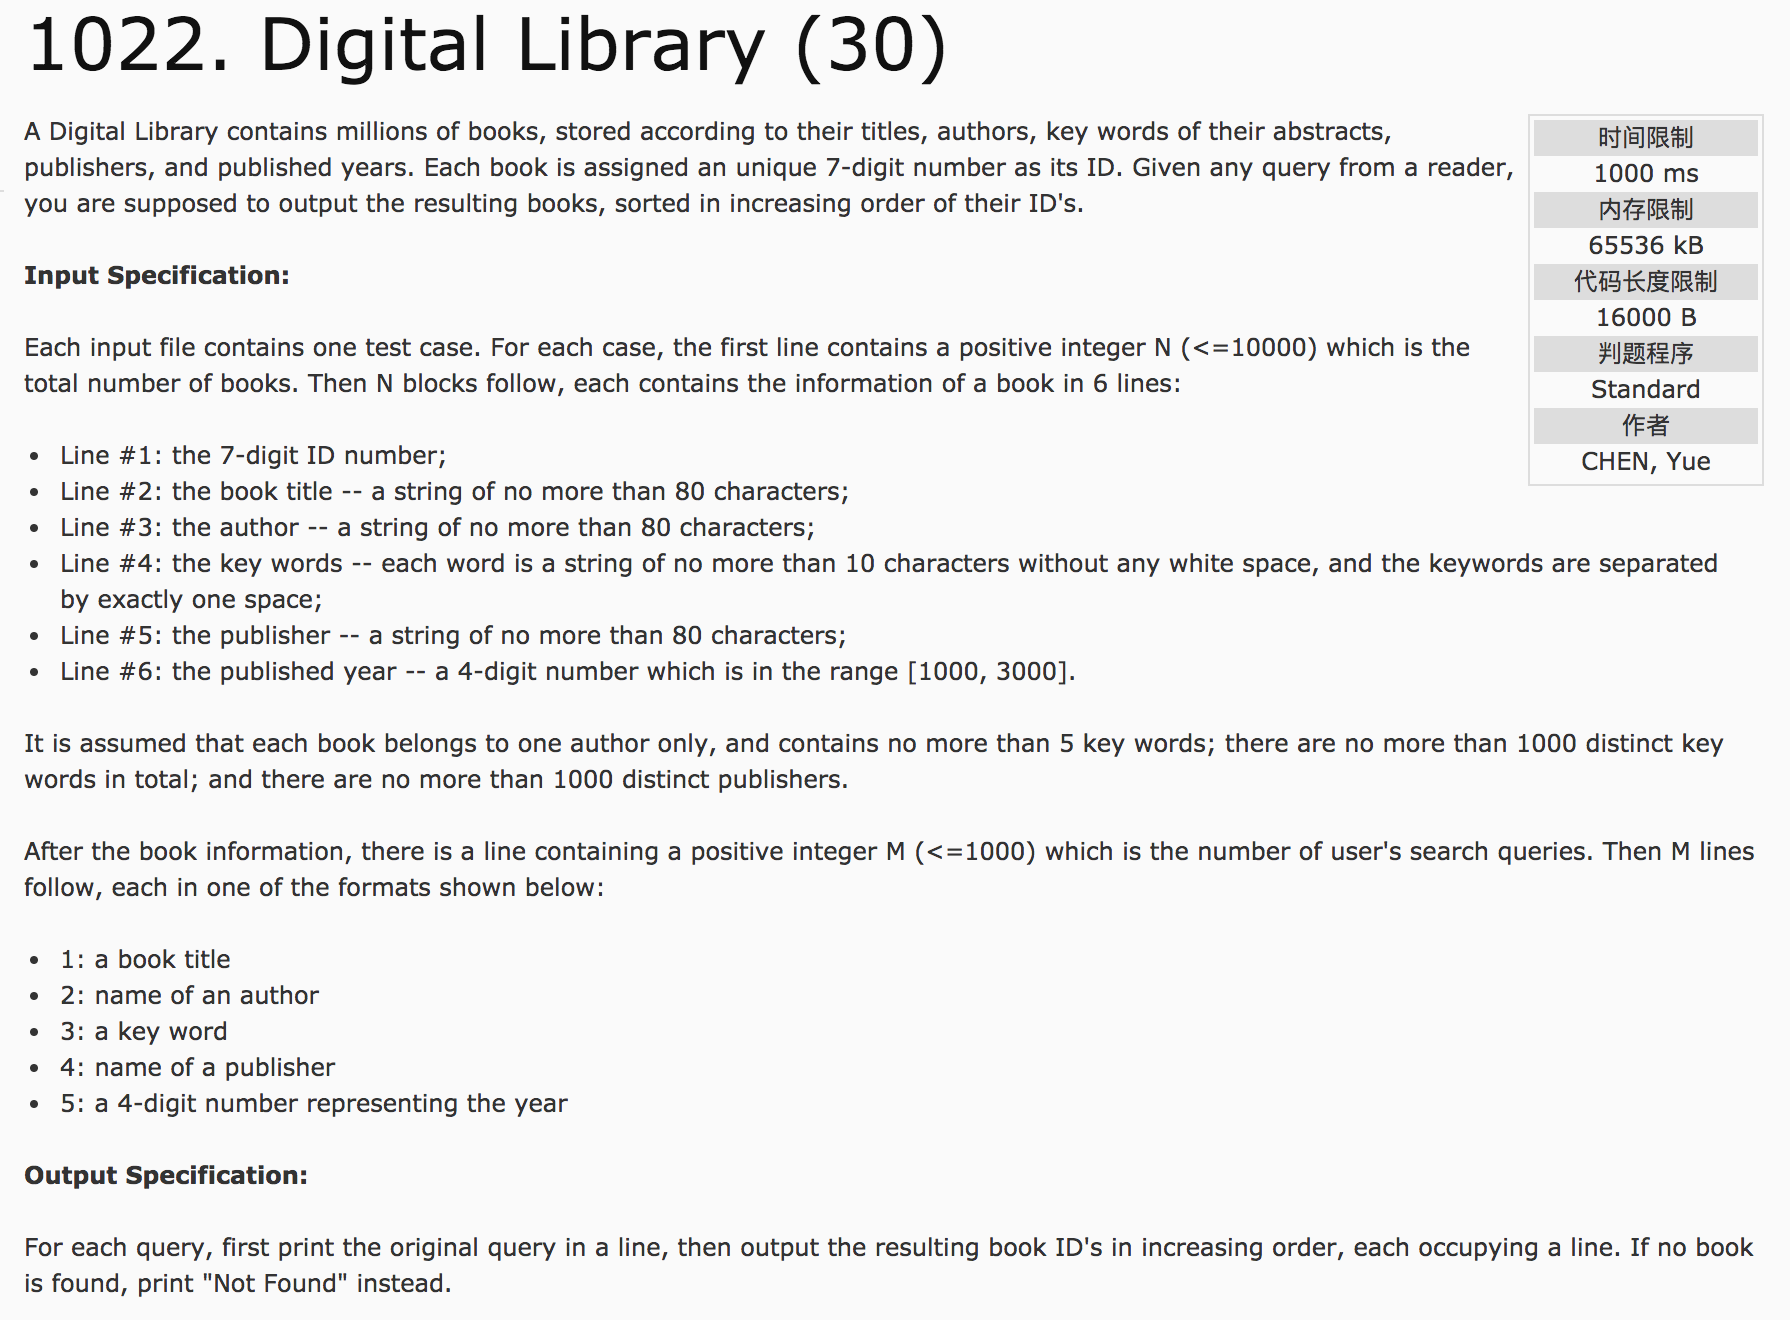 1022. Digital Library (30)
A Digital Library contains millions of books, stored according to their titles, authors, key words of their abstracts,
publishers, and published years. Each book is assigned an unique 7-digit number as its ID. Given any query from a reader,
you are supposed to output the resulting books, sorted in increasing order of their ID's.
时间限制
1000 ms
内存限制
65536 kB
代码长度限制
16000 B
判题程序
Standard
作者
CHEN, Yue
Input Specification:
Each input file contains one test case. For each case, the first line contains a positive integer N (<=10000) which is the
total number of books. Then N blocks follow, each contains the information of a book in 6 lines:
• Line #1: the 7-digit ID number;
• Line #2: the book title -- a string of no more than 80 characters;
• Line #3: the author -- a string of no more than 80 characters;
• Line #4: the key words -- each word is a string of no more than 10 characters without any white space, and the keywords are separated
by exactly one space;
• Line #5: the publisher -- a string of no more than 80 characters;
• Line #6: the published year -- a 4-digit number which is in the range [1000, 3000].
It is assumed that each book belongs to one author only, and contains no more than 5 key words; there are no more than 1000 distinct key
words in total; and there are no more than 1000 distinct publishers.
After the book information, there is a line containing a positive integer M (<=1000) which is the number of user's search queries. Then M lines
follow, each in one of the formats shown below:
• 1: a book title
• 2: name of an author
• 3: a key word
• 4: name of a publisher
• 5: a 4-digit number representing the year
Output Specification:
For each query, first print the original query in a line, then output the resulting book ID's in increasing order, each occupying a line. If no book
is found, print "Not Found" instead.